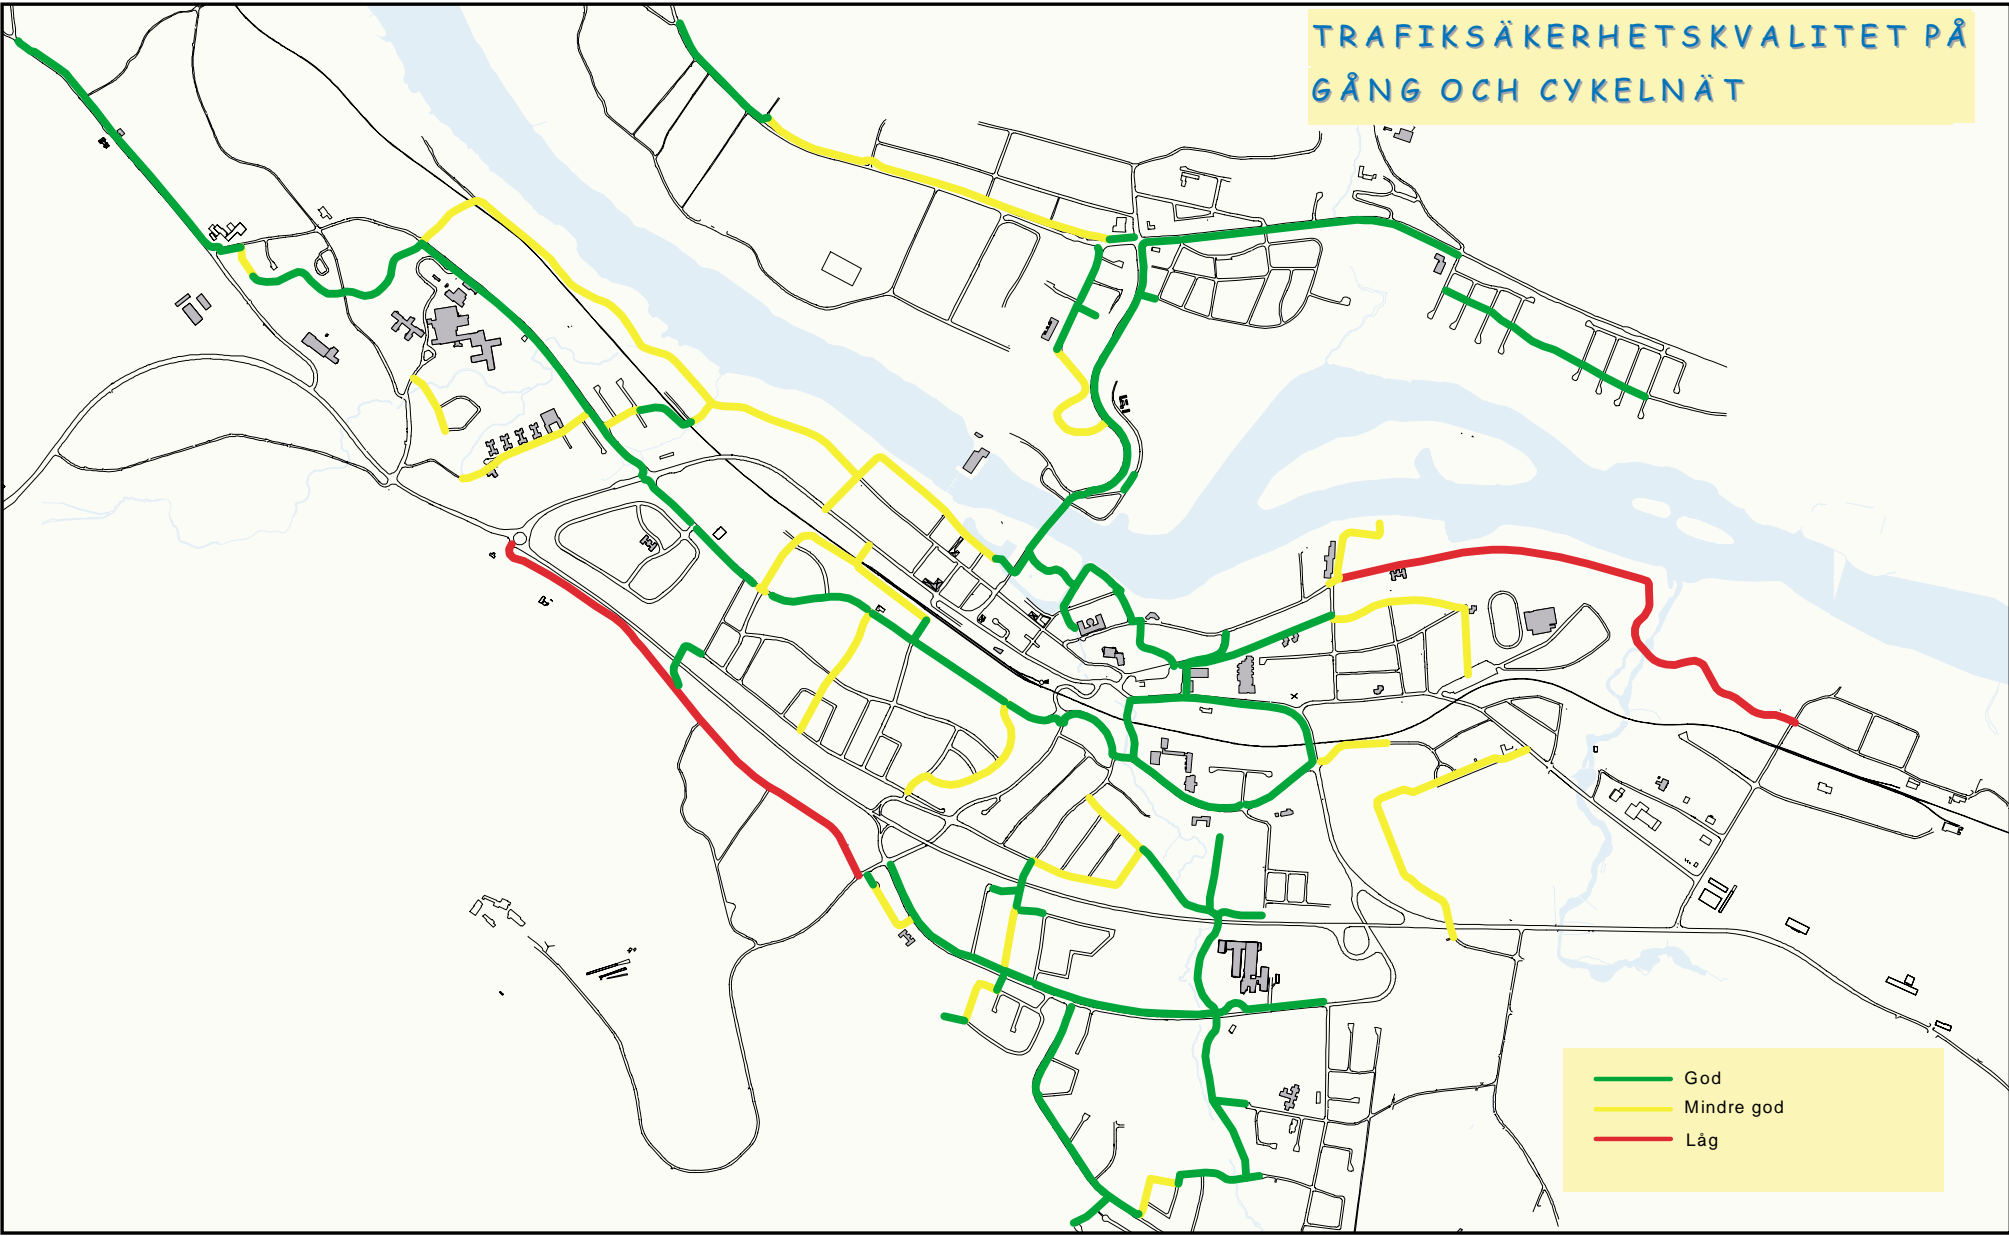 TRAFIKSÄKERHETSKVALITET PÅ
GÅNG OCH CYKELNÄT
God
Mindre god
Låg